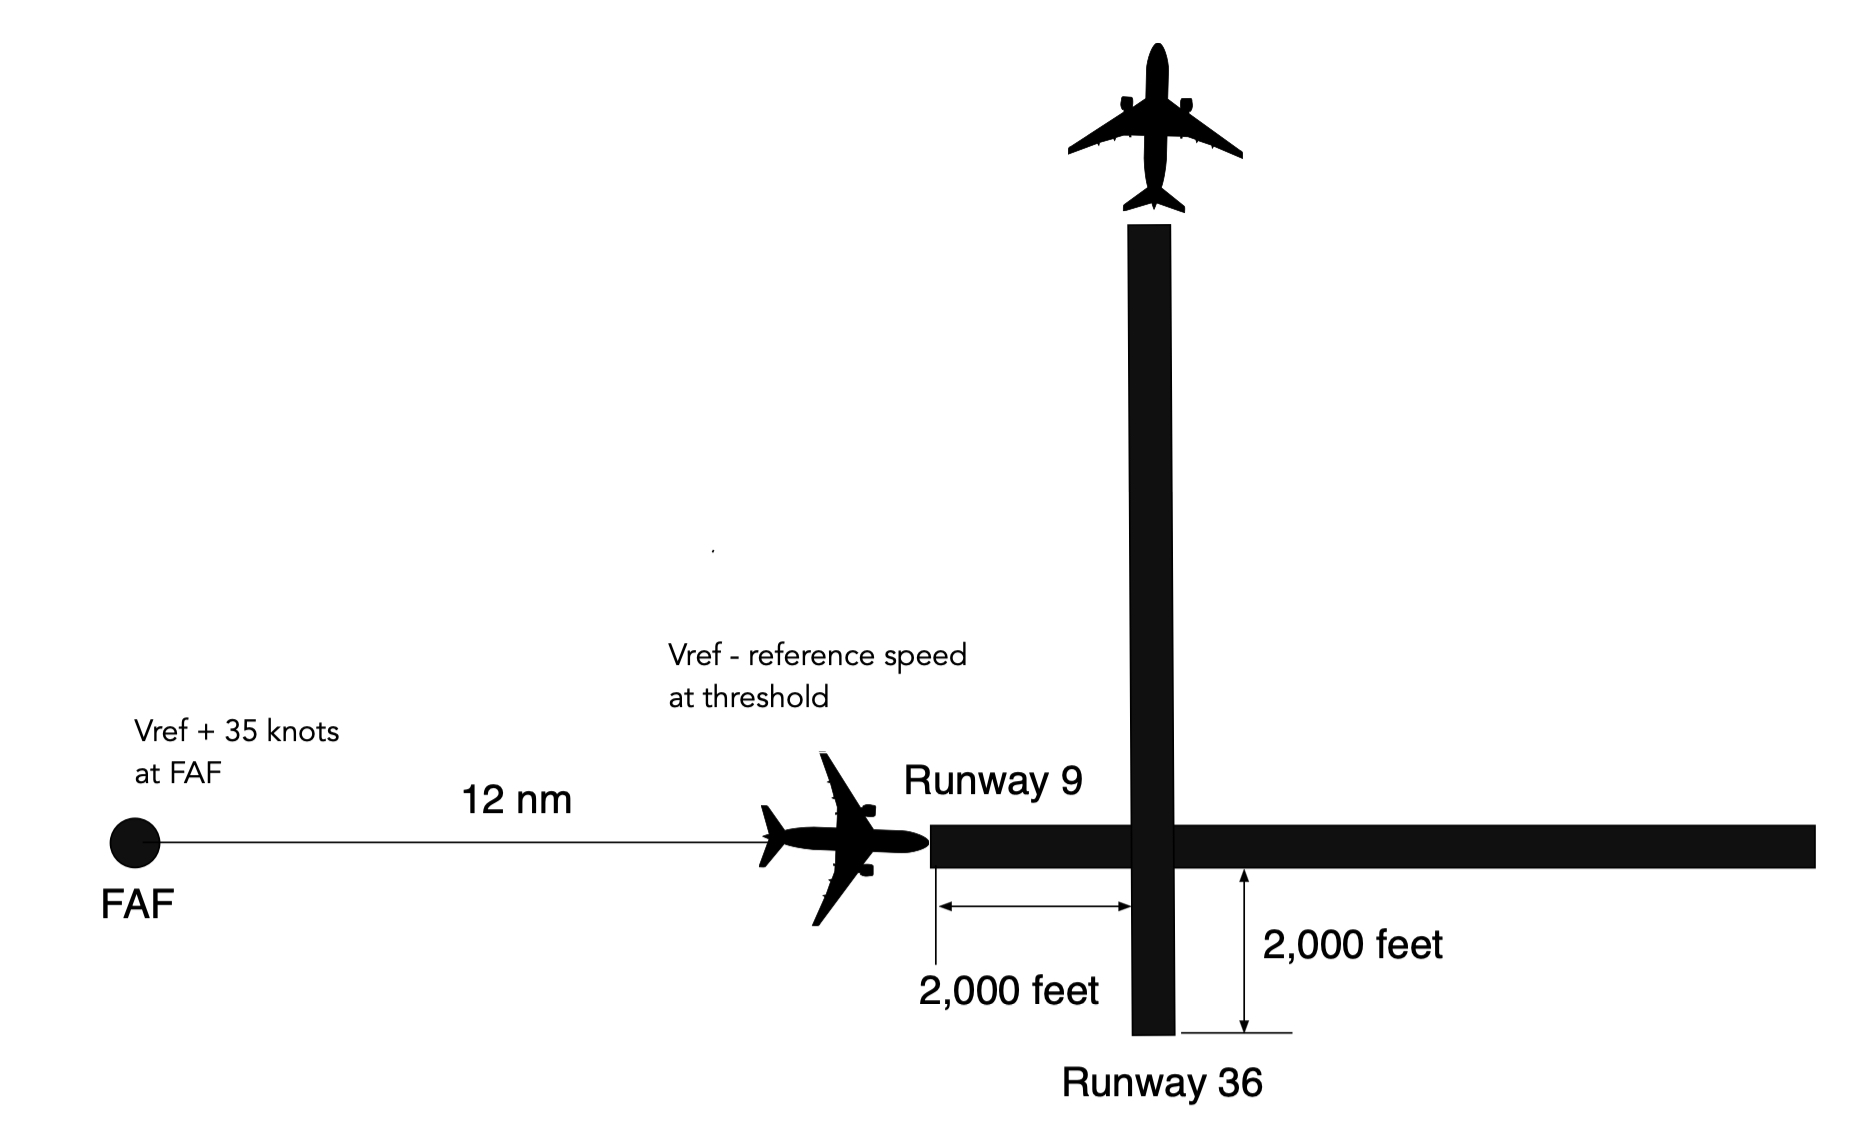 Vref - reference speed
at threshold
Vref + 35 knots
at FAF
12 nm
Runway 9
FAF
2,000 feet
2,000 feet
Runway 36